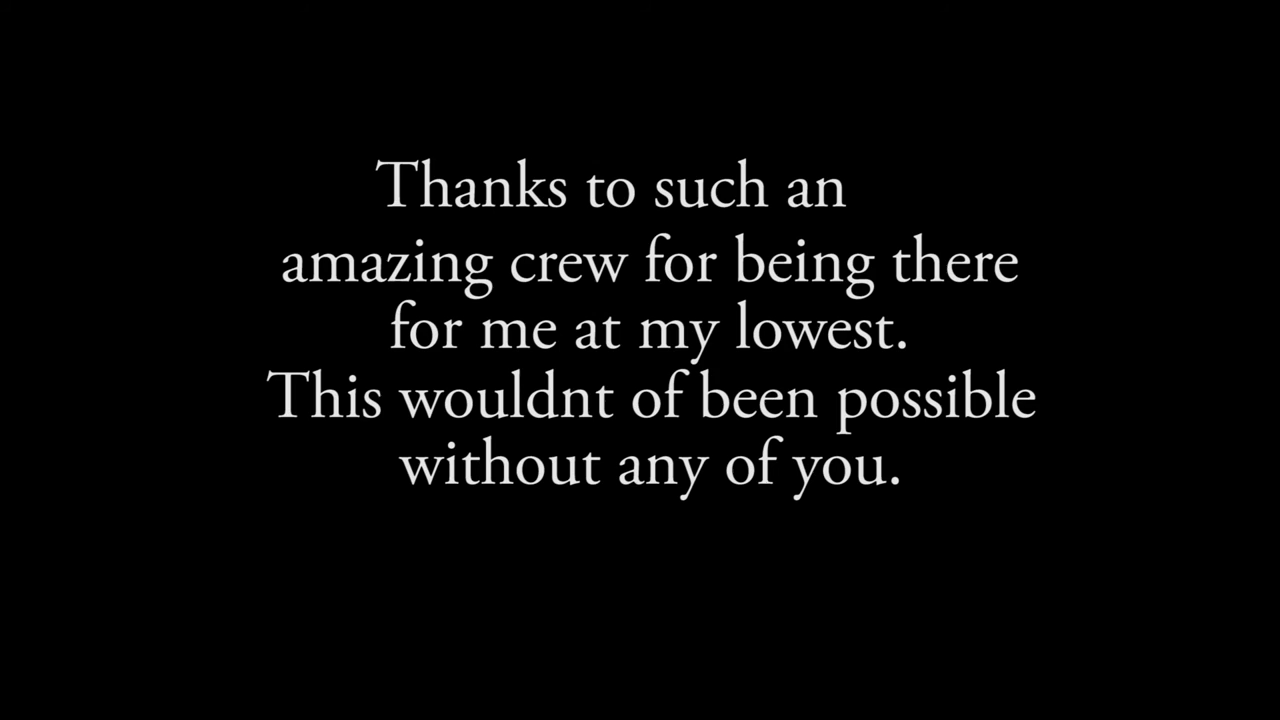 Thanks to such an
amazing crew for being there
for me at my lowest.
This wouldnt of been possible
without any of you.